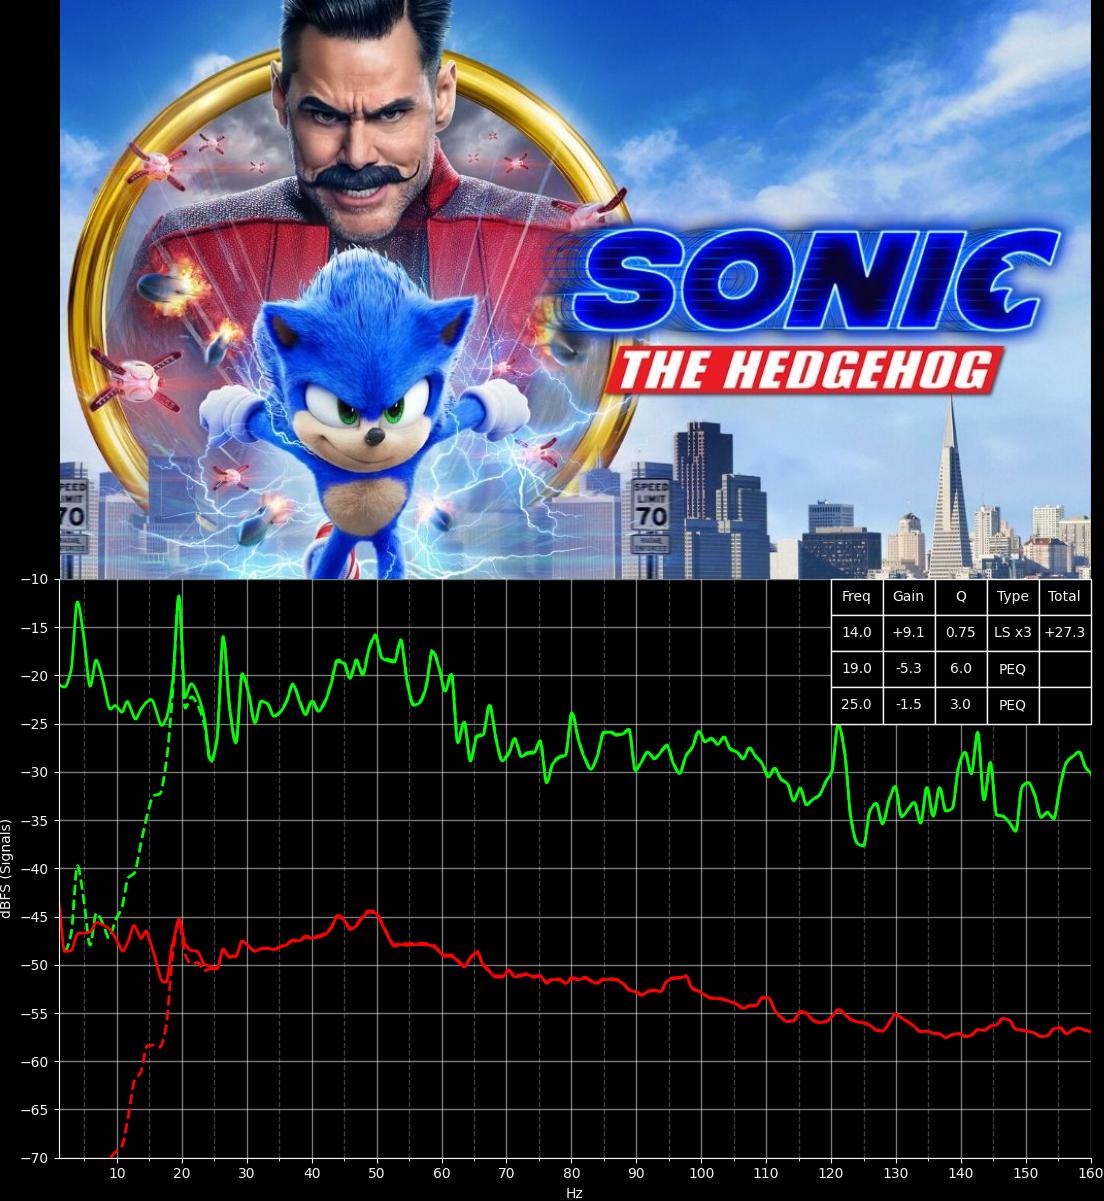 SONIC
THE HEDGEHOG
SPEED
LIMIT
70
SPEED
LIMIT
70
Freq Gain Q Type Total
14.0 +9.1 0.75 LS x3 +27.3
19.0 -5.3 6.0 PEQ
25.0 -1.5 3.0 PEQ
−10
−15
−20
−25
−30
−35
−40
−45
−50
−55
−60
−65
−70
dBFS (Signals)
10 20 30 40 50 60 70 80 90 100 110 120 130 140 150 160
Hz